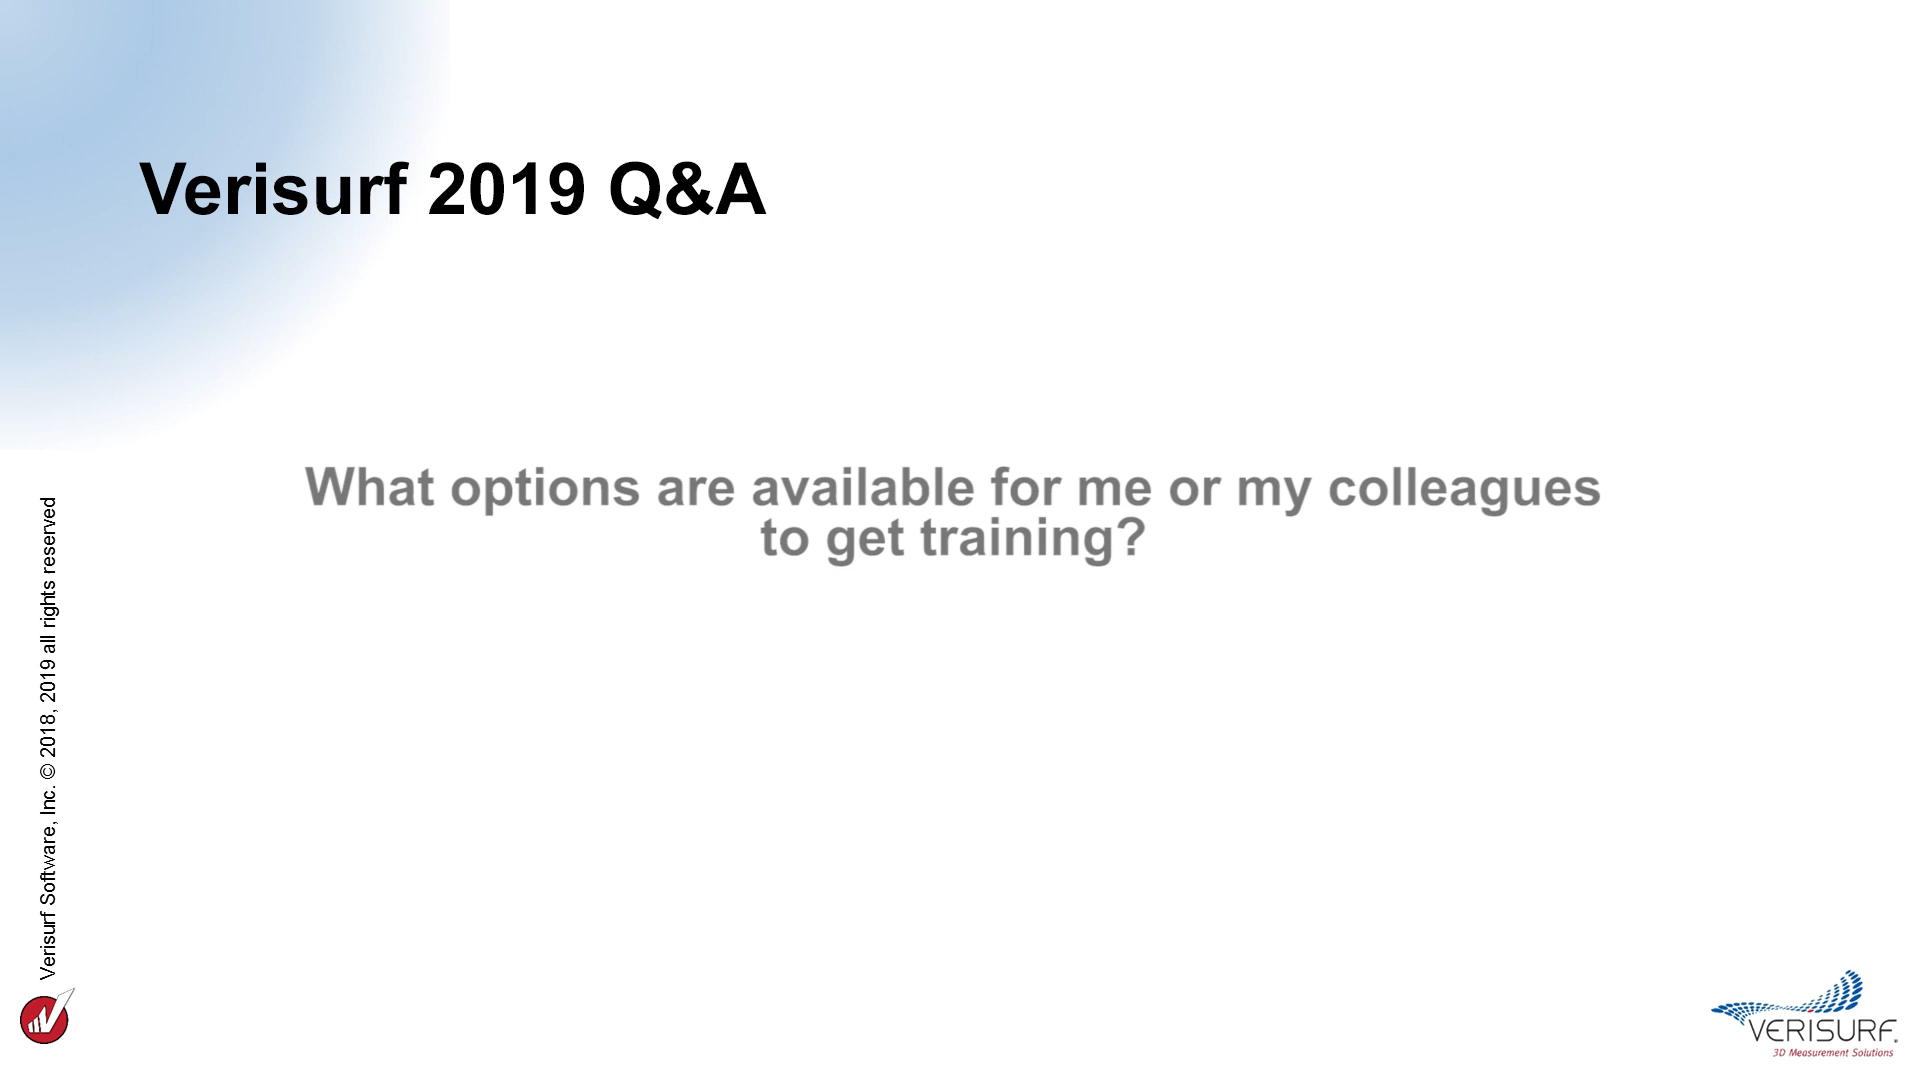 Verisurf 2019 Q&A
What options are available for me or my colleagues
to get training?
Verisurf Software, Inc. © 2018, 2019 all rights reserved
VERISURF®
3D Measurement Solutions